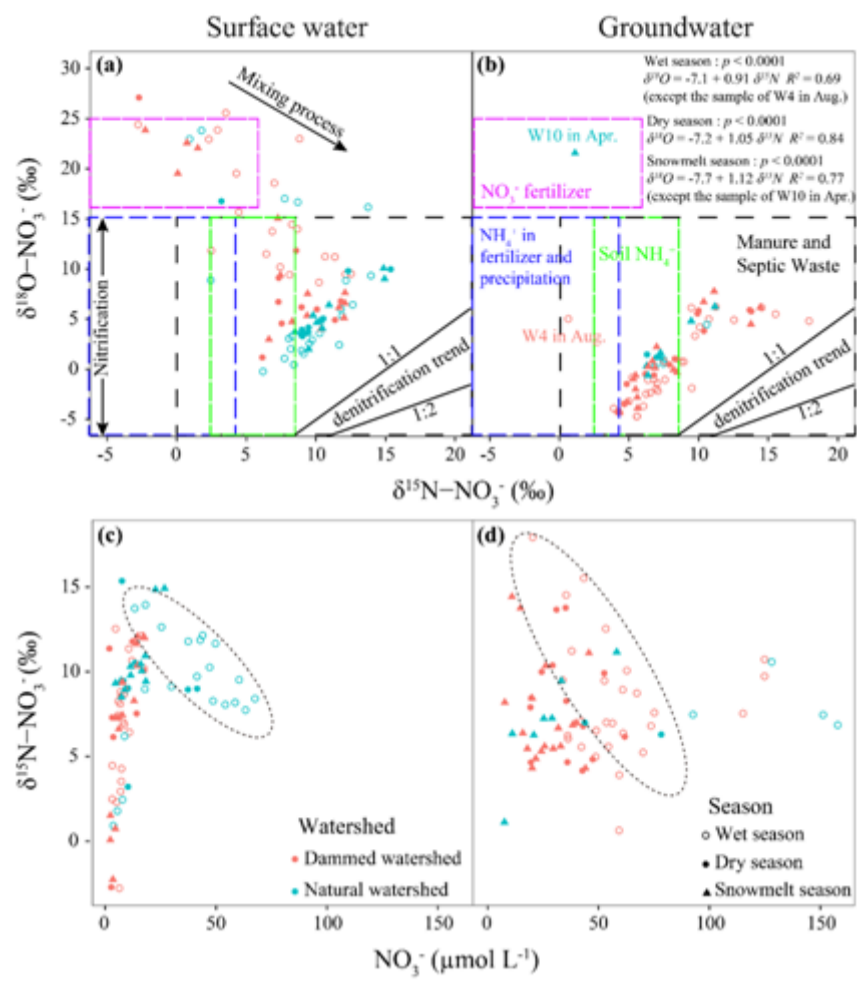 Surface water
Groundwater
(a)
Mixing process
Nitrification
1:1
denitrification trend
1:2
30
25
20
15
10
5
0
-5
δ¹⁸O−NO₃⁻ (‰)
-5 0 5 10 15 20
(b)
Wet season : p < 0.0001
δ¹⁸O = -7.1 + 0.91 δ¹⁵N R² = 0.69
(except the sample of W4 in Aug.)
Dry season : p < 0.0001
δ¹⁸O = -7.2 + 1.05 δ¹⁵N R² = 0.84
Snowmelt season : p < 0.0001
δ¹⁸O = -7.7 + 1.12 δ¹⁵N R² = 0.77
(except the sample of W10 in Apr.)
W10 in Apr.
NO₃⁻ fertilizer
NH₄⁺ in
fertilizer and
precipitation
Soil NH₄⁺
Manure and
Septic Waste
W4 in Aug.
1:1
denitrification trend
1:2
-5 0 5 10 15 20
δ¹⁵N−NO₃⁻ (‰)
(c)
15
10
5
0
δ¹⁵N−NO₃⁻ (‰)
Watershed
Dammed watershed
Natural watershed
0 50 100 150
(d)
Season
Wet season
Dry season
Snowmelt season
0 50 100 150
NO₃⁻ (µmol L⁻¹)